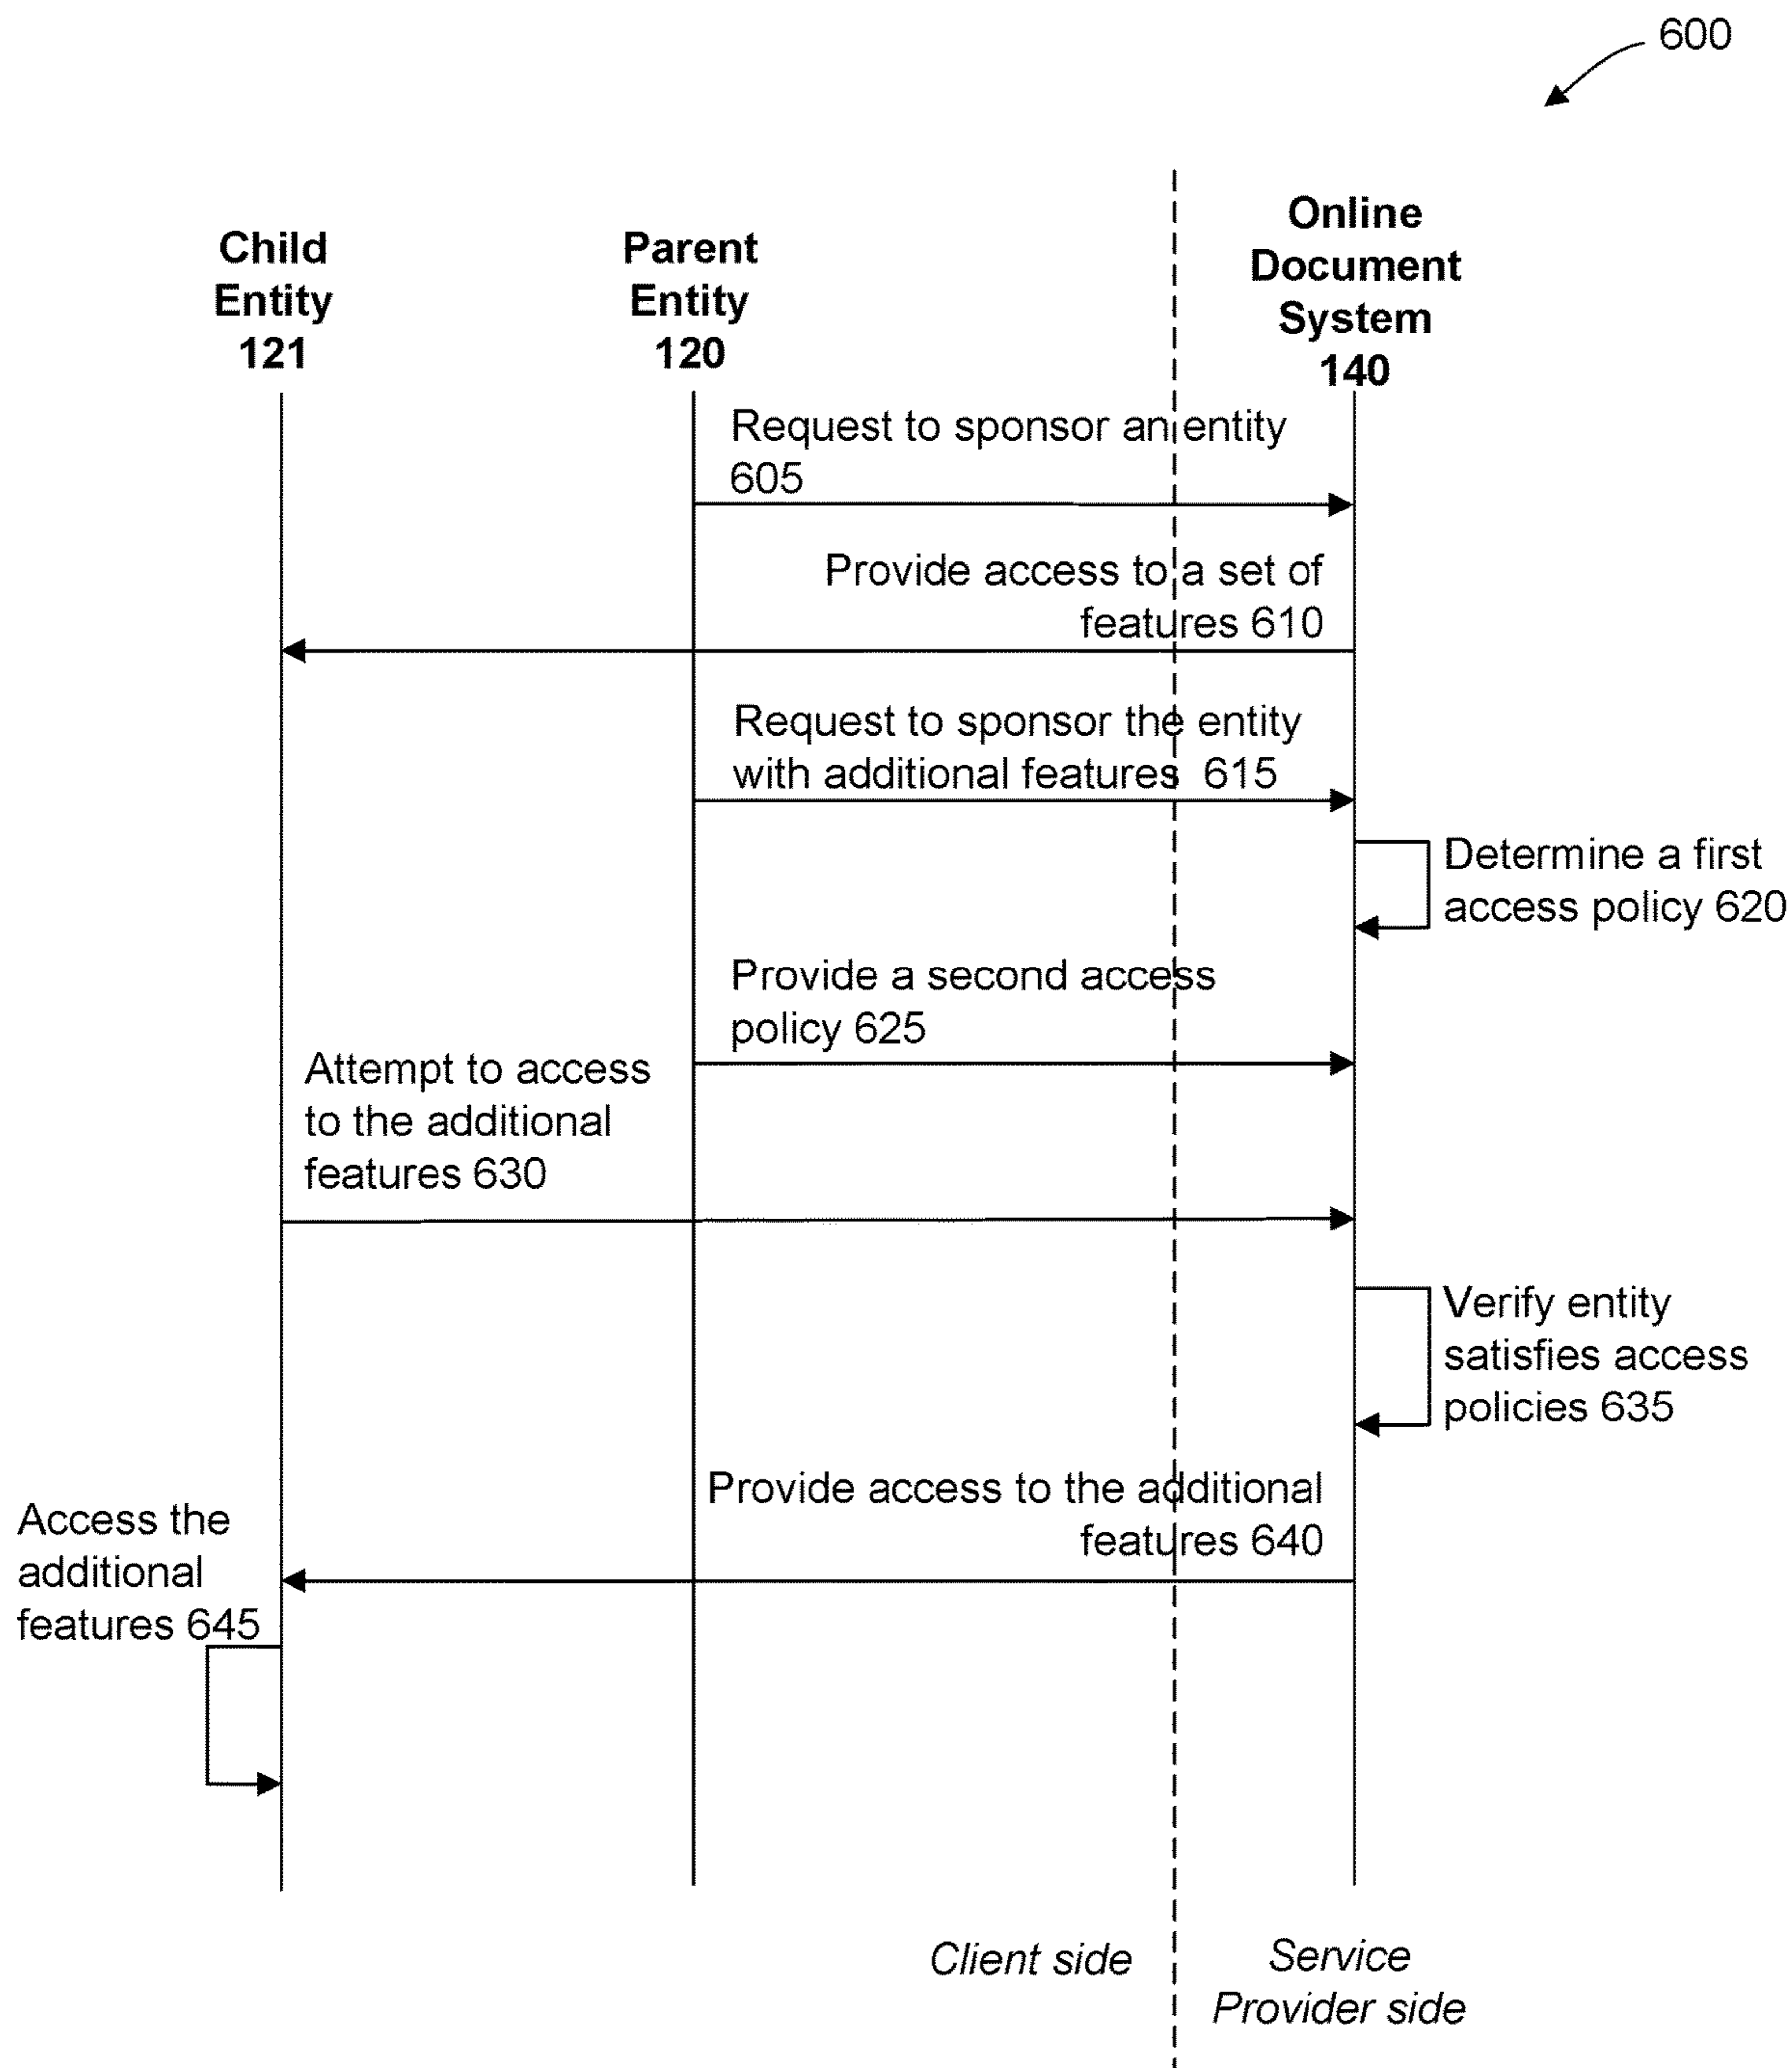 600
Child
Entity
121
Parent
Entity
120
Online
Document
System
140
Request to sponsor an entity
605
Provide access to a set of
features 610
Request to sponsor the entity
with additional features 615
Determine a first
access policy 620
Provide a second access
policy 625
Attempt to access
to the additional
features 630
Verify entity
satisfies access
policies 635
Provide access to the additional
features 640
Access the
additional
features 645
Client side
Service
Provider side